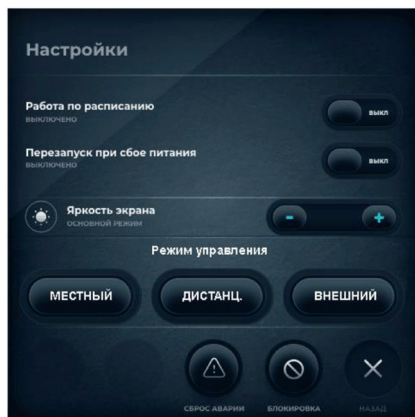 Настройки
Работа по расписанию
ВЫКЛЮЧЕНО
ВЫКЛ
Перезапуск при сбое питания
ВЫКЛЮЧЕНО
ВЫКЛ
Яркость экрана
ОСНОВНОЙ РЕЖИМ
- +
Режим управления
МЕСТНЫЙ ДИСТАНЦ. ВНЕШНИЙ
СБРОС АВАРИИ БЛОКИРОВКА НАЗАД